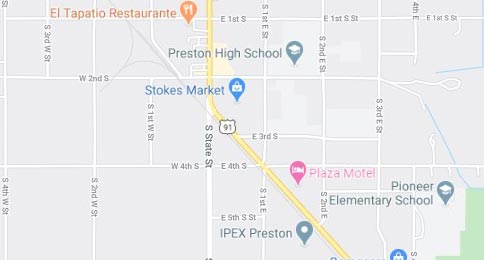 El Tapatio Restaurante
E 1st S
E 1st S
S 3rd W St
Preston High School
S 2nd E St
W 2nd S
Stokes Market
S 3rd E St
S 1st W St
91
E 3rd S
S State St
W 4th S
E 4th S
Plaza Motel
S 4th W St
S 2nd W St
S 1st E St
S 2nd E
Pioneer
Elementary School
E 5th S St
IPEX Preston